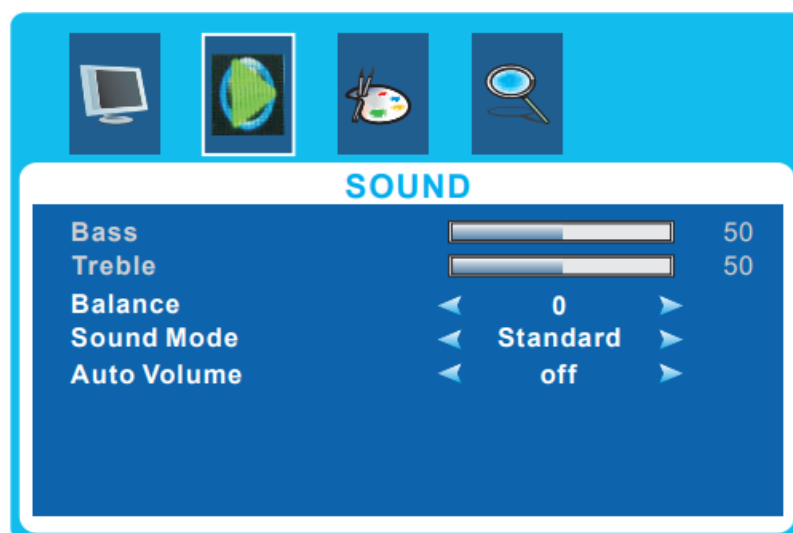 SOUND
Bass 50
Treble 50
Balance 0
Sound Mode Standard
Auto Volume off